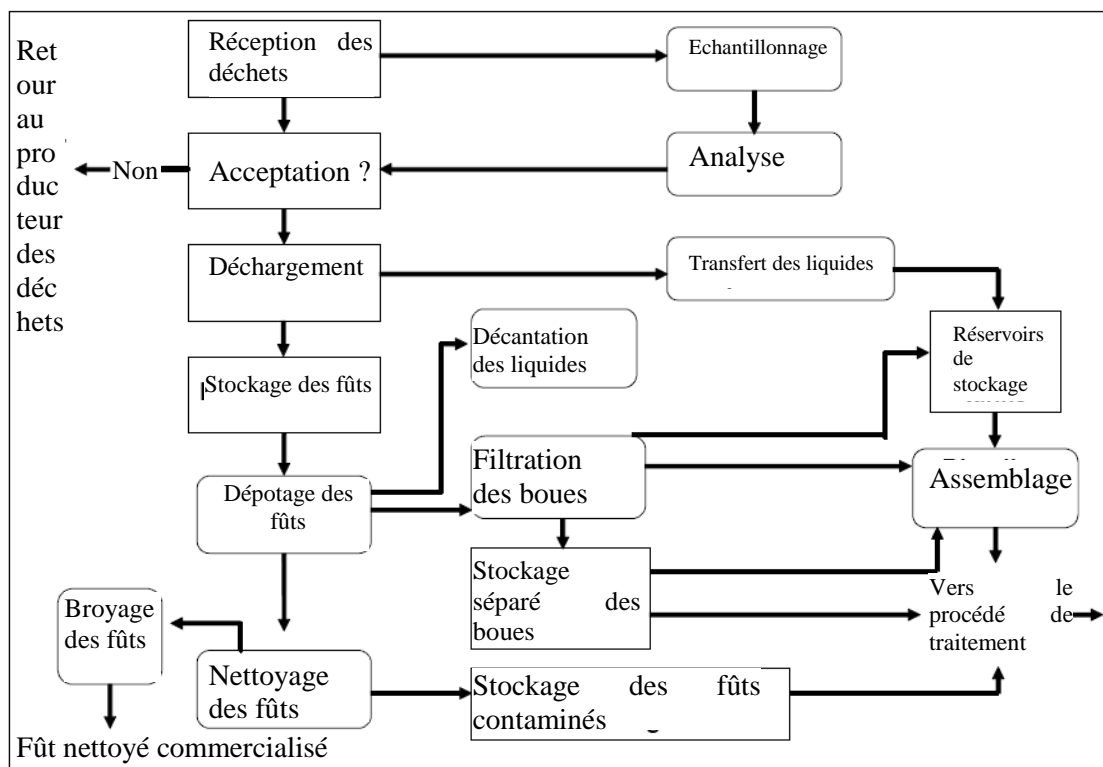 Réception des
déchets
Echantillonnage
Ret
our
au
pro
duc
teur
des
déc
hets
Non
Acceptation ?
Analyse
Déchargement
Transfert des liquides
Décantation
des liquides
Réservoirs
de
stockage
Stockage des fûts
Filtration
des boues
Assemblage
Dépotage des
fûts
Stockage
séparé des
boues
Vers le
procédé de
traitement
Broyage
des fûts
Nettoyage
des fûts
Stockage des fûts
contaminés
Fût nettoyé commercialisé